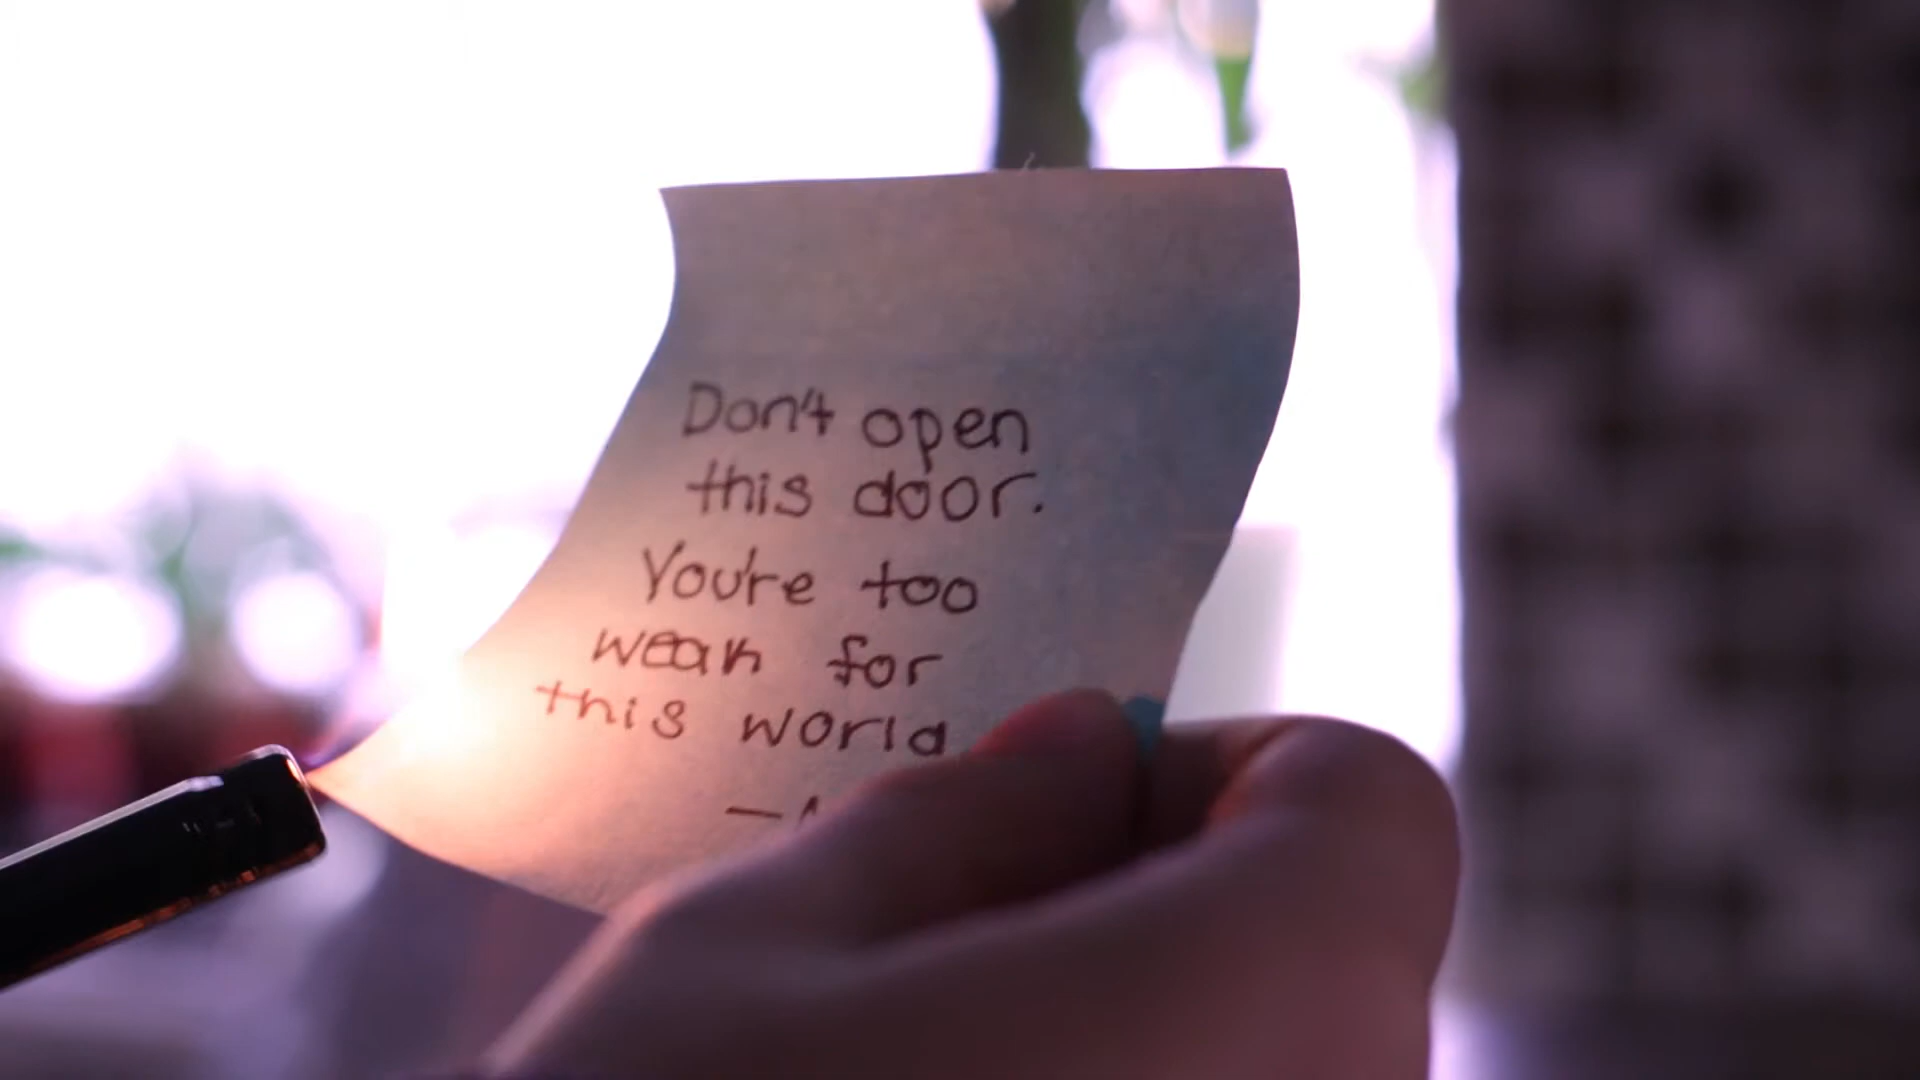 Don't open
this door.
You're too
weak for
this world